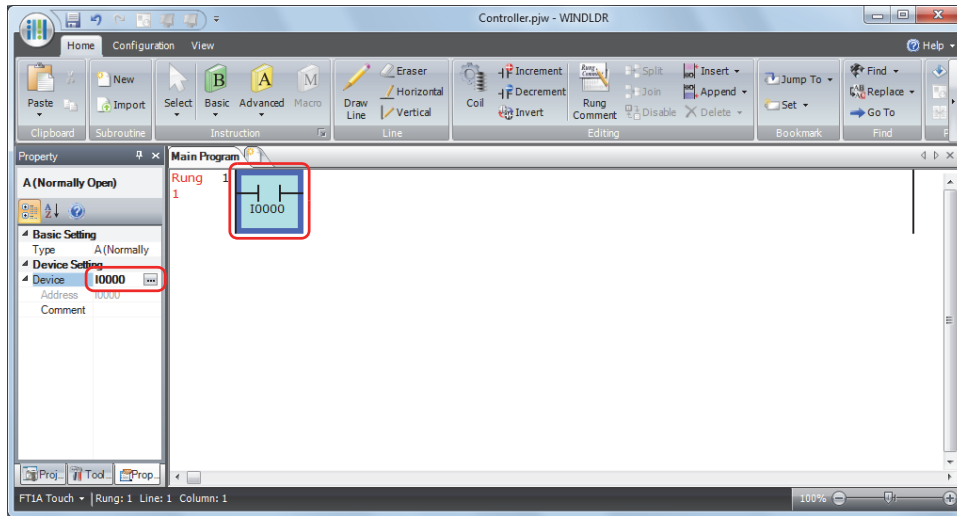 Controller.pjw - WINDLDR
Home Configuration View Help
Paste New Import Select Basic Advanced Macro Draw Line Eraser Horizontal Vertical Coil Increment Decrement Invert Rung Comment Split Join Disable Insert Append Delete Jump To Set Find Replace Go To
Clipboard Subroutine Instruction Line Editing Bookmark Find F
Property Main Program
A (Normally Open) Rung 1
1
I0000
Basic Setting
Type A (Normally
Device Setting
Device I0000 ...
Address I0000
Comment
Proj... Tool... Prop...
FT1A Touch Rung: 1 Line: 1 Column: 1 100%